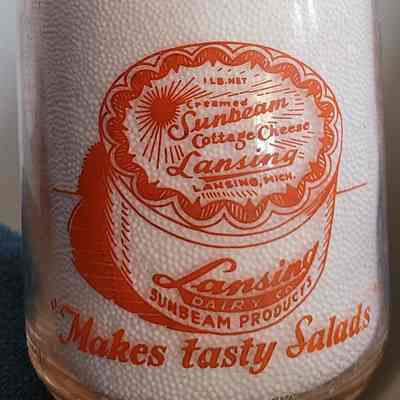 1 LB. NET
Creamed
Sunbeam
Cottage Cheese
Lansing
LANSING, MICH.
Lansing
DAIRY CO.
SUNBEAM PRODUCTS
"Makes tasty Salads"